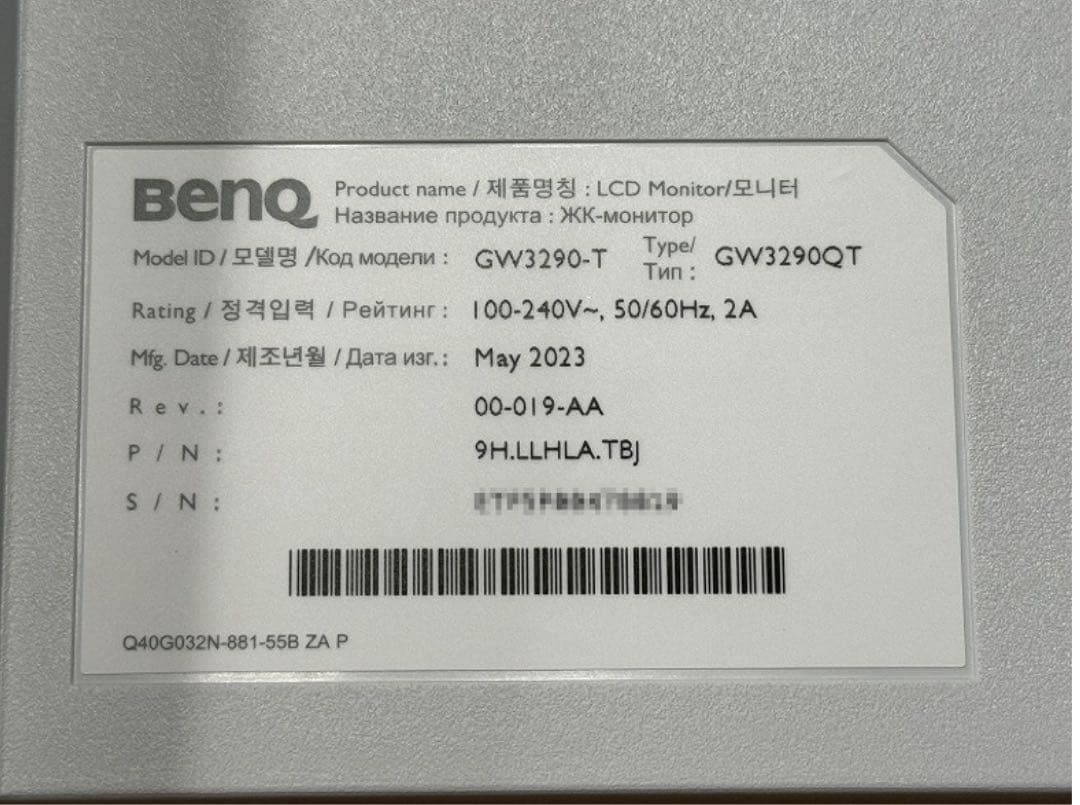 BenQ
Product name / 제품명칭 : LCD Monitor/모니터
Название продукта : ЖК-монитор
Model ID / 모델명 /Код модели : GW3290-T Type/ Тип : GW3290QT
Rating / 정격입력 / Рейтинг : 100-240V~, 50/60Hz, 2A
Mfg. Date / 제조년월 / Дата изг. : May 2023
Rev. : 00-019-AA
P/N : 9H.LLHLA.TBJ
S/N :
Q40G032N-881-55B ZA P